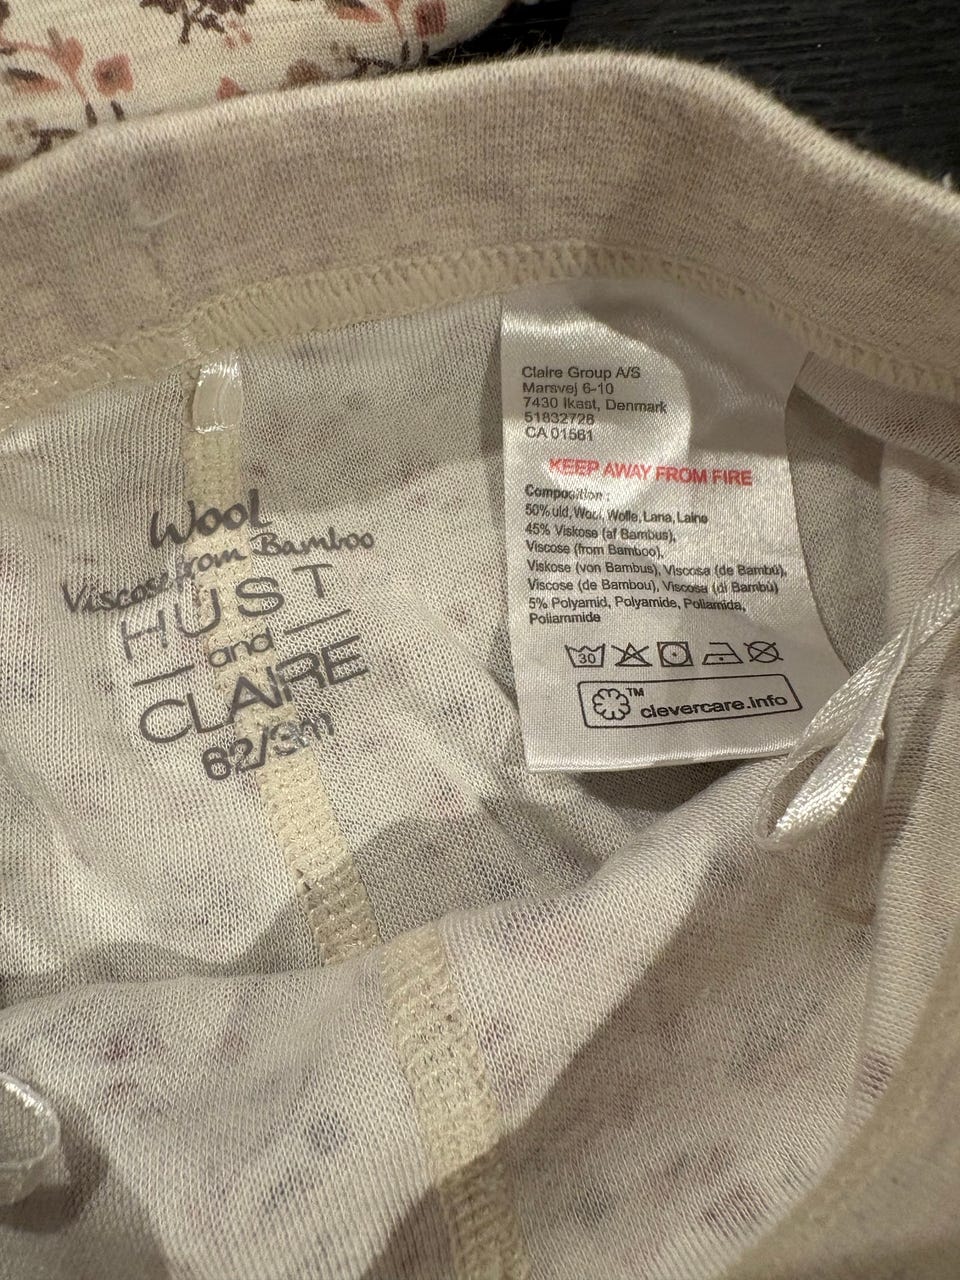 Wool
Viscose from Bamboo
HUST
and
CLAIRE
62/3m
Claire Group A/S
Marsvej 6-10
7430 Ikast, Denmark
51832728
CA 01561
KEEP AWAY FROM FIRE
Composition:
50% uld, Wool, Wolle, Lana, Laine
45% Viskose (af Bambus),
Viscose (from Bamboo),
Viskose (von Bambus), Viscosa (de Bambú),
Viscose (de Bambou), Viscosa (di Bambù)
5% Polyamid, Polyamide, Poliamida,
Poliammide
30
TM
clevercare.info